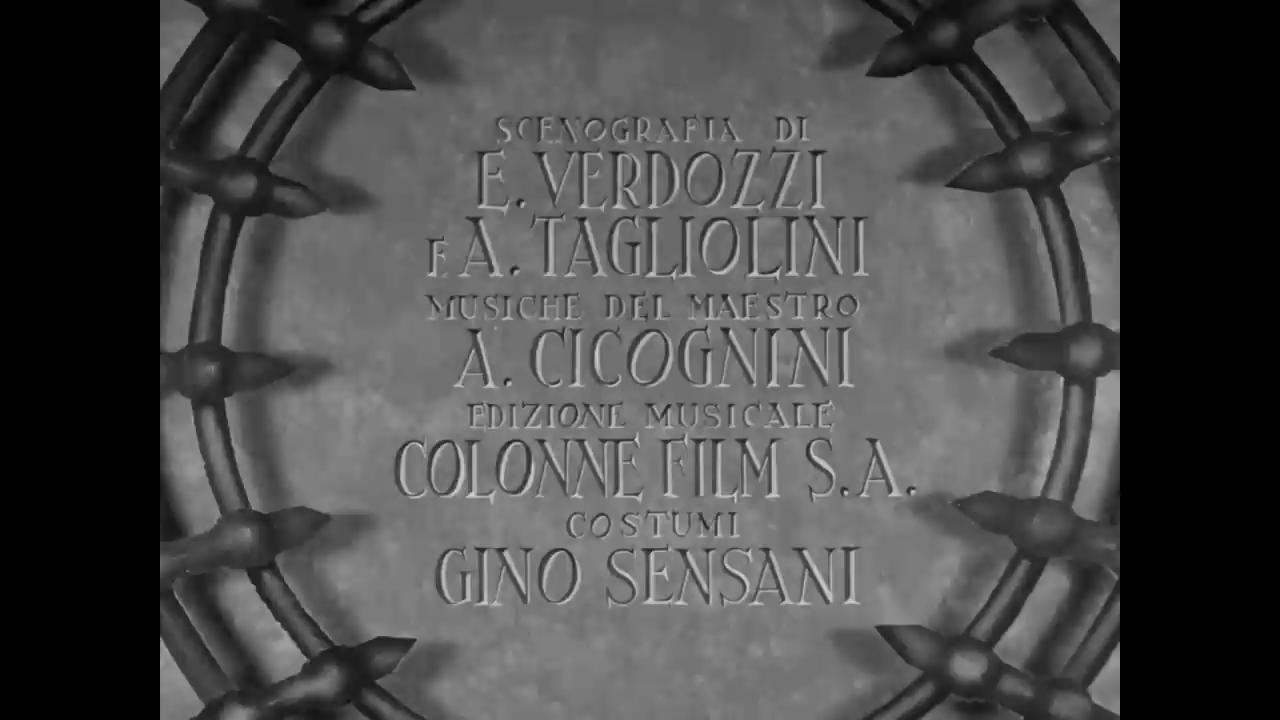 SCENOGRAFIA DI
E. VERDOZZI
E A. TAGLIOLINI
MUSICHE DEL MAESTRO
A. CICOGNINI
EDIZIONE MUSICALE
COLONNE FILM S.A.
COSTUMI
GINO SENSANI